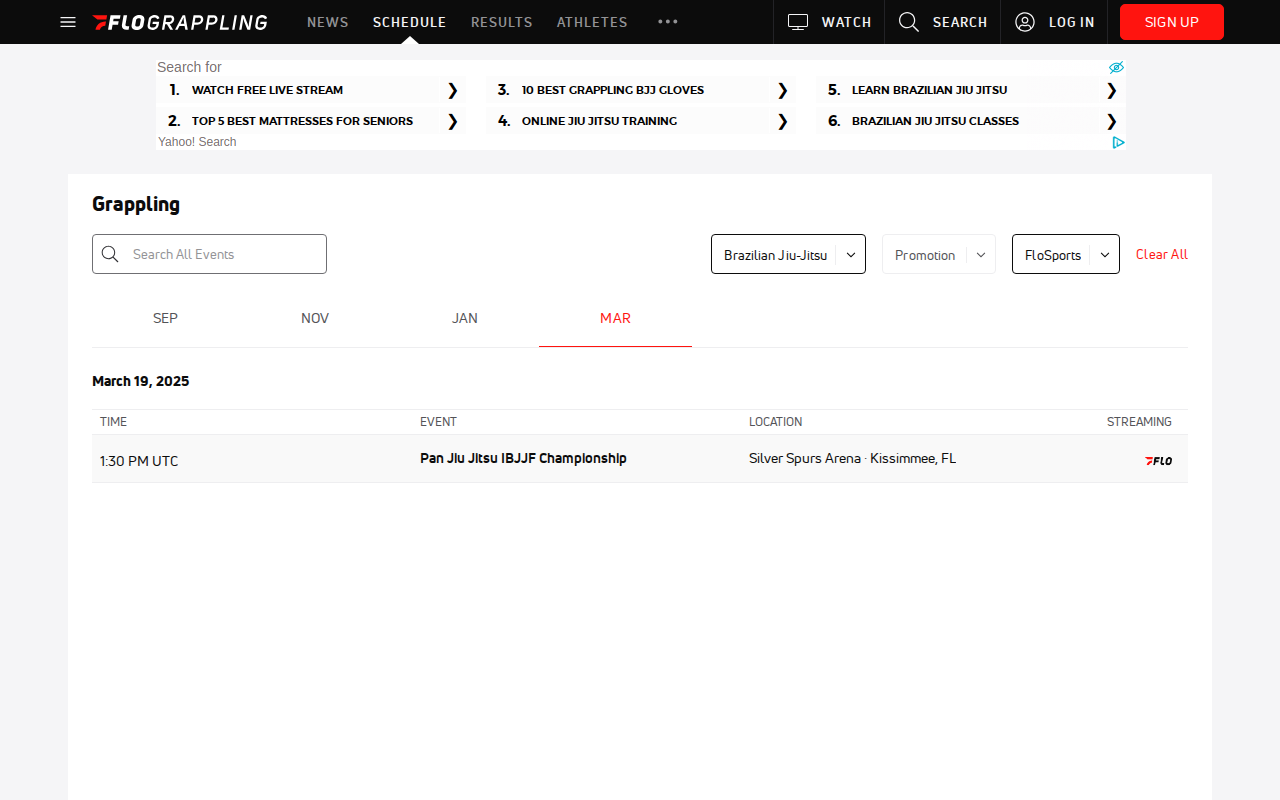 FLOGRAPPLING NEWS SCHEDULE RESULTS ATHLETES WATCH SEARCH LOG IN SIGN UP
Search for
1. WATCH FREE LIVE STREAM ❯ 3. 10 BEST GRAPPLING BJJ GLOVES ❯ 5. LEARN BRAZILIAN JIU JITSU ❯
2. TOP 5 BEST MATTRESSES FOR SENIORS ❯ 4. ONLINE JIU JITSU TRAINING ❯ 6. BRAZILIAN JIU JITSU CLASSES ❯
Yahoo! Search
Grappling
Search All Events Brazilian Jiu-Jitsu Promotion FloSports Clear All
SEP NOV JAN MAR
March 19, 2025
TIME EVENT LOCATION STREAMING
1:30 PM UTC Pan Jiu Jitsu IBJJF Championship Silver Spurs Arena · Kissimmee, FL FLO